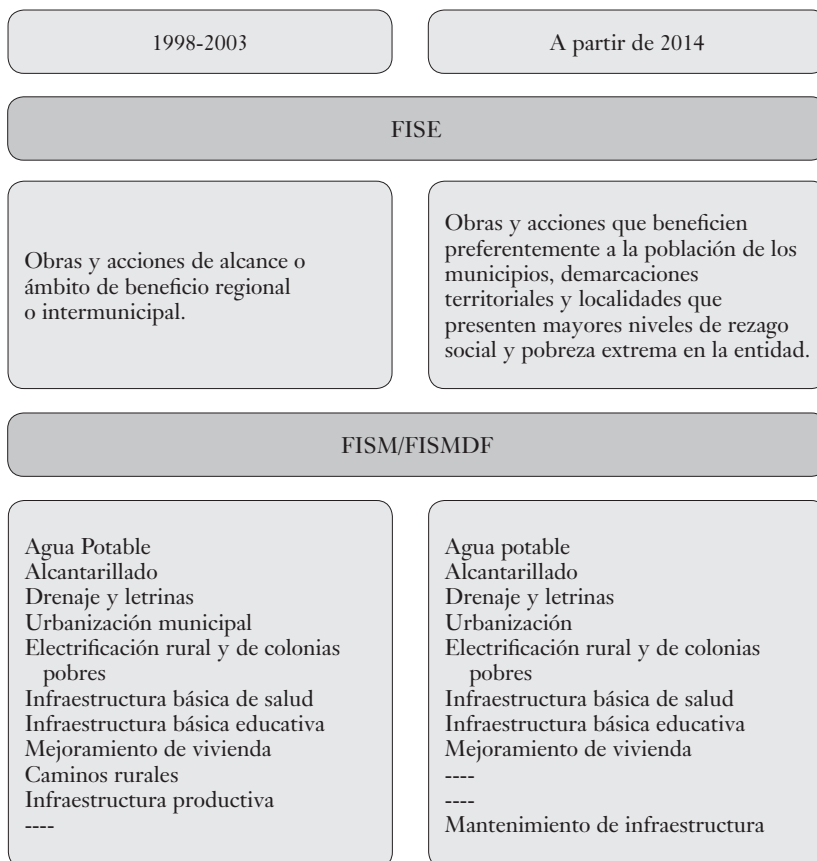 1998-2003
A partir de 2014
FISE
Obras y acciones de alcance o
ámbito de beneficio regional
o intermunicipal.
Obras y acciones que beneficien
preferentemente a la población de los
municipios, demarcaciones
territoriales y localidades que
presenten mayores niveles de rezago
social y pobreza extrema en la entidad.
FISM/FISMDF
Agua Potable
Alcantarillado
Drenaje y letrinas
Urbanización municipal
Electrificación rural y de colonias
pobres
Infraestructura básica de salud
Infraestructura básica educativa
Mejoramiento de vivienda
Caminos rurales
Infraestructura productiva
----
Agua potable
Alcantarillado
Drenaje y letrinas
Urbanización
Electrificación rural y de colonias
pobres
Infraestructura básica de salud
Infraestructura básica educativa
Mejoramiento de vivienda
----
----
Mantenimiento de infraestructura